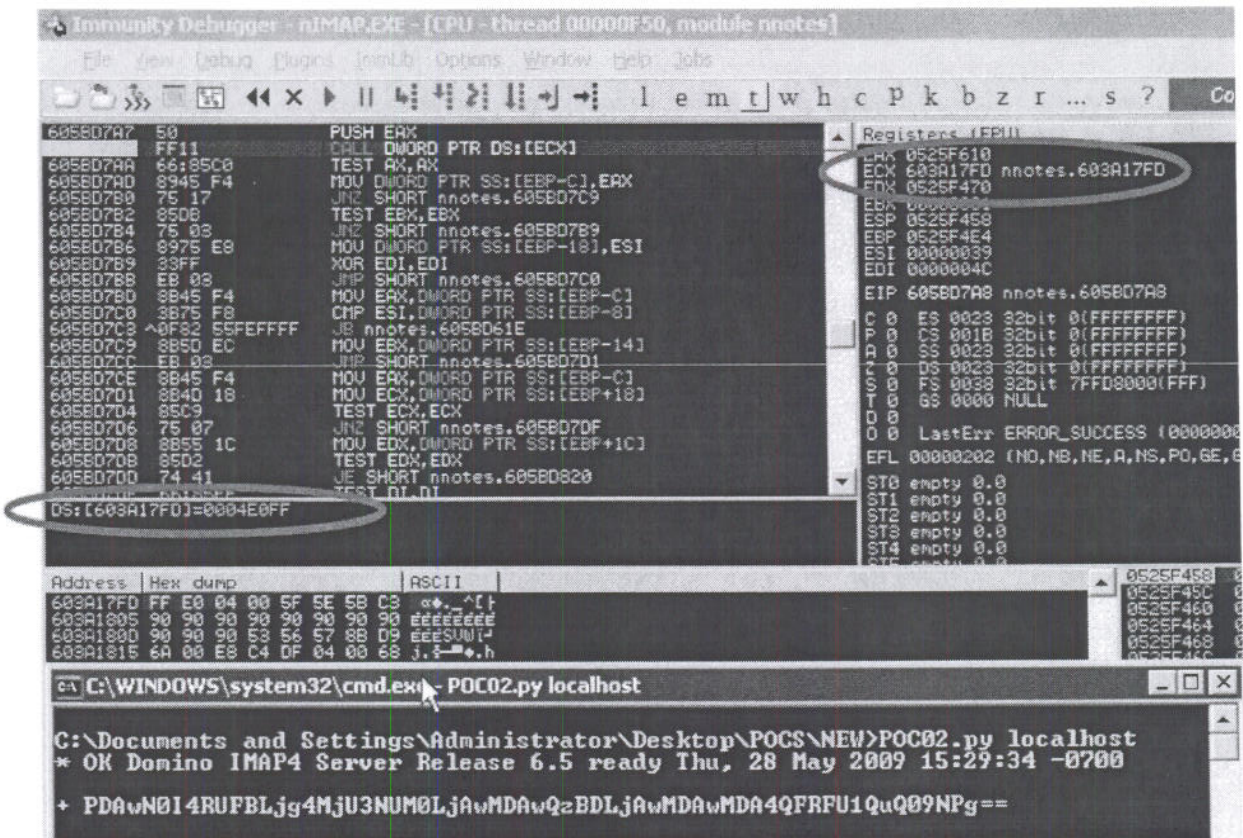 Immunity Debugger - nIMAP.EXE - [CPU - thread 00000F50, module nnotes]
File View Debug Plugins ImmLib Options Window Help Jobs
l e m t w h c P k b z r ... s ? Co
605BD7A7 50 PUSH EAX
FF11 CALL DWORD PTR DS:[ECX]
605BD7AA 66:85C0 TEST AX,AX
605BD7AD 8945 F4 MOV DWORD PTR SS:[EBP-C],EAX
605BD7B0 75 17 JNZ SHORT nnotes.605BD7C9
605BD7B2 85DB TEST EBX,EBX
605BD7B4 75 03 JNZ SHORT nnotes.605BD7B9
605BD7B6 8975 E8 MOV DWORD PTR SS:[EBP-18],ESI
605BD7B9 33FF XOR EDI,EDI
605BD7BB EB 03 JMP SHORT nnotes.605BD7C0
605BD7BD 8B45 F4 MOV EAX,DWORD PTR SS:[EBP-C]
605BD7C0 3B75 F8 CMP ESI,DWORD PTR SS:[EBP-8]
605BD7C3 ^0F82 55FEFFFF JB nnotes.605BD61E
605BD7C9 8B5D EC MOV EBX,DWORD PTR SS:[EBP-14]
605BD7CC EB 03 JMP SHORT nnotes.605BD7D1
605BD7CE 8B45 F4 MOV EAX,DWORD PTR SS:[EBP-C]
605BD7D1 8B4D 18 MOV ECX,DWORD PTR SS:[EBP+18]
605BD7D4 85C9 TEST ECX,ECX
605BD7D6 75 07 JNZ SHORT nnotes.605BD7DF
605BD7D8 8B55 1C MOV EDX,DWORD PTR SS:[EBP+1C]
605BD7DB 85D2 TEST EDX,EDX
605BD7DD 74 41 JE SHORT nnotes.605BD820
TEST DI,DI
DS:[603A17FD]=0004E0FF
Registers (FPU)
EAX 0525F610
ECX 603A17FD nnotes.603A17FD
EDX 0525F470
EBX
ESP 0525F458
EBP 0525F4E4
ESI 00000039
EDI 0000004C
EIP 605BD7A8 nnotes.605BD7A8
C 0 ES 0023 32bit 0(FFFFFFFF)
P 0 CS 001B 32bit 0(FFFFFFFF)
A 0 SS 0023 32bit 0(FFFFFFFF)
Z 0 DS 0023 32bit 0(FFFFFFFF)
S 0 FS 0038 32bit 7FFD8000(FFF)
T 0 GS 0000 NULL
D 0
O 0 LastErr ERROR_SUCCESS (0000000
EFL 00000202 (NO,NB,NE,A,NS,PO,GE,G
ST0 empty 0.0
ST1 empty 0.0
ST2 empty 0.0
ST3 empty 0.0
ST4 empty 0.0
Address Hex dump ASCII
603A17FD FF E0 04 00 5F 5E 5B C3
603A1805 90 90 90 90 90 90 90 90 ÉÉÉÉÉÉÉÉ
603A180D 90 90 90 53 56 57 8B D9
603A1815 6A 00 E8 C4 DF 04 00 68
0525F458
0525F45C
0525F460
0525F464
0525F468
C:\WINDOWS\system32\cmd.exe - POC02.py localhost
C:\Documents and Settings\Administrator\Desktop\POCS\NEW>POC02.py localhost
* OK Domino IMAP4 Server Release 6.5 ready Thu, 28 May 2009 15:29:34 -0700
+ PDAwN0I4RUFBLjg4MjU3NUM0LjAwMDAwQzBDLjAwMDAwMDA4QFRFU1QuQ09NPg==